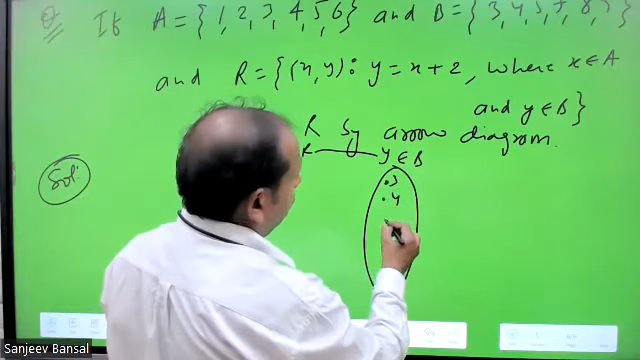 Q. If A = {1, 2, 3, 4, 5, 6} and B = {3, 4, 5, 7, 8, 9}
and R = {(x, y) : y = x + 2, where x ∈ A
and y ∈ B}
R by arrow diagram.
Sol:
R y ∈ B
.3
.4
Sanjeev Bansal